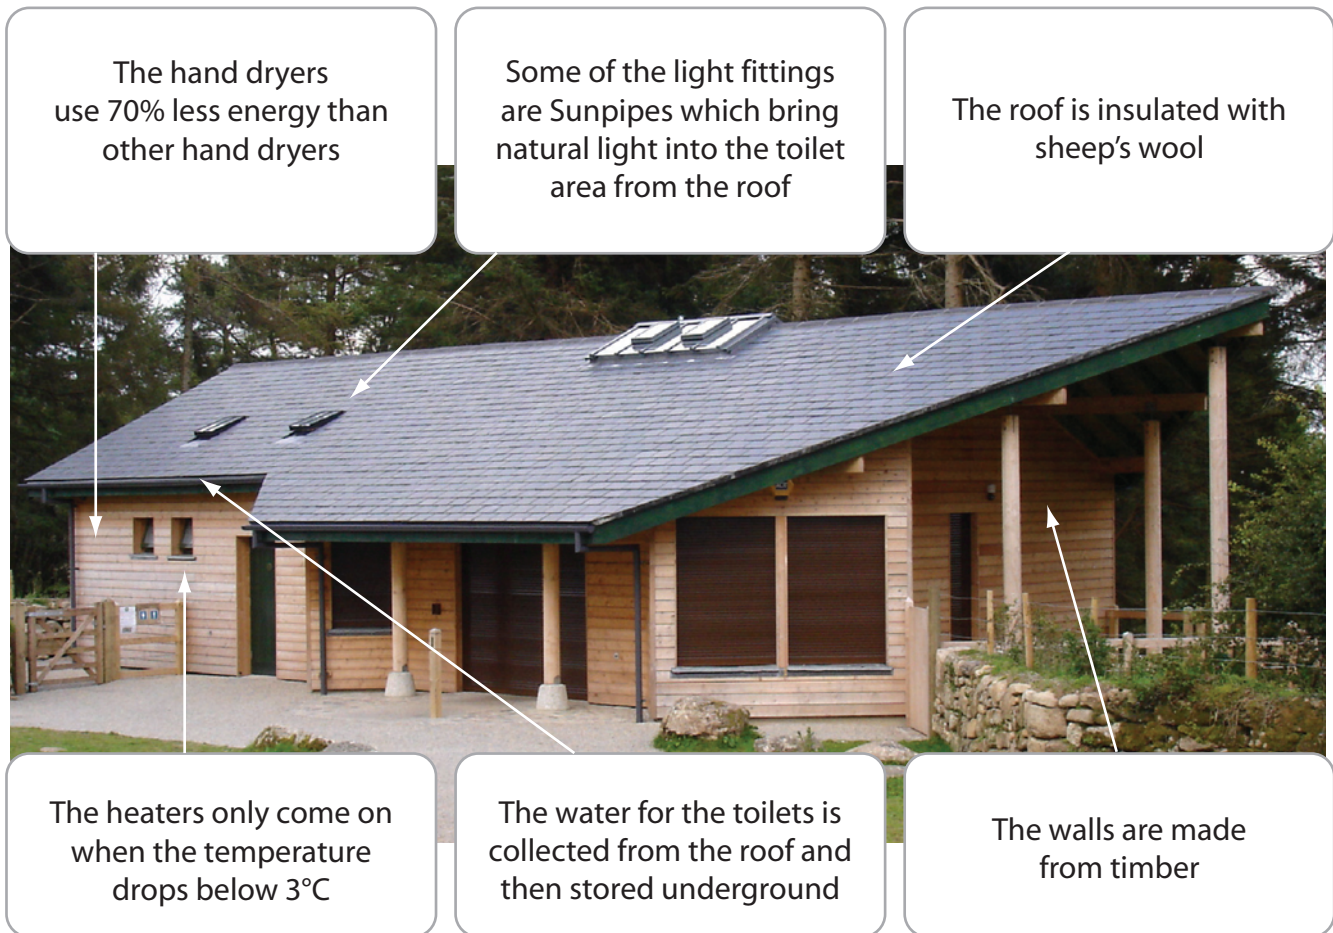 The hand dryers
use 70% less energy than
other hand dryers
Some of the light fittings
are Sunpipes which bring
natural light into the toilet
area from the roof
The roof is insulated with
sheep’s wool
The heaters only come on
when the temperature
drops below 3°C
The water for the toilets is
collected from the roof and
then stored underground
The walls are made
from timber